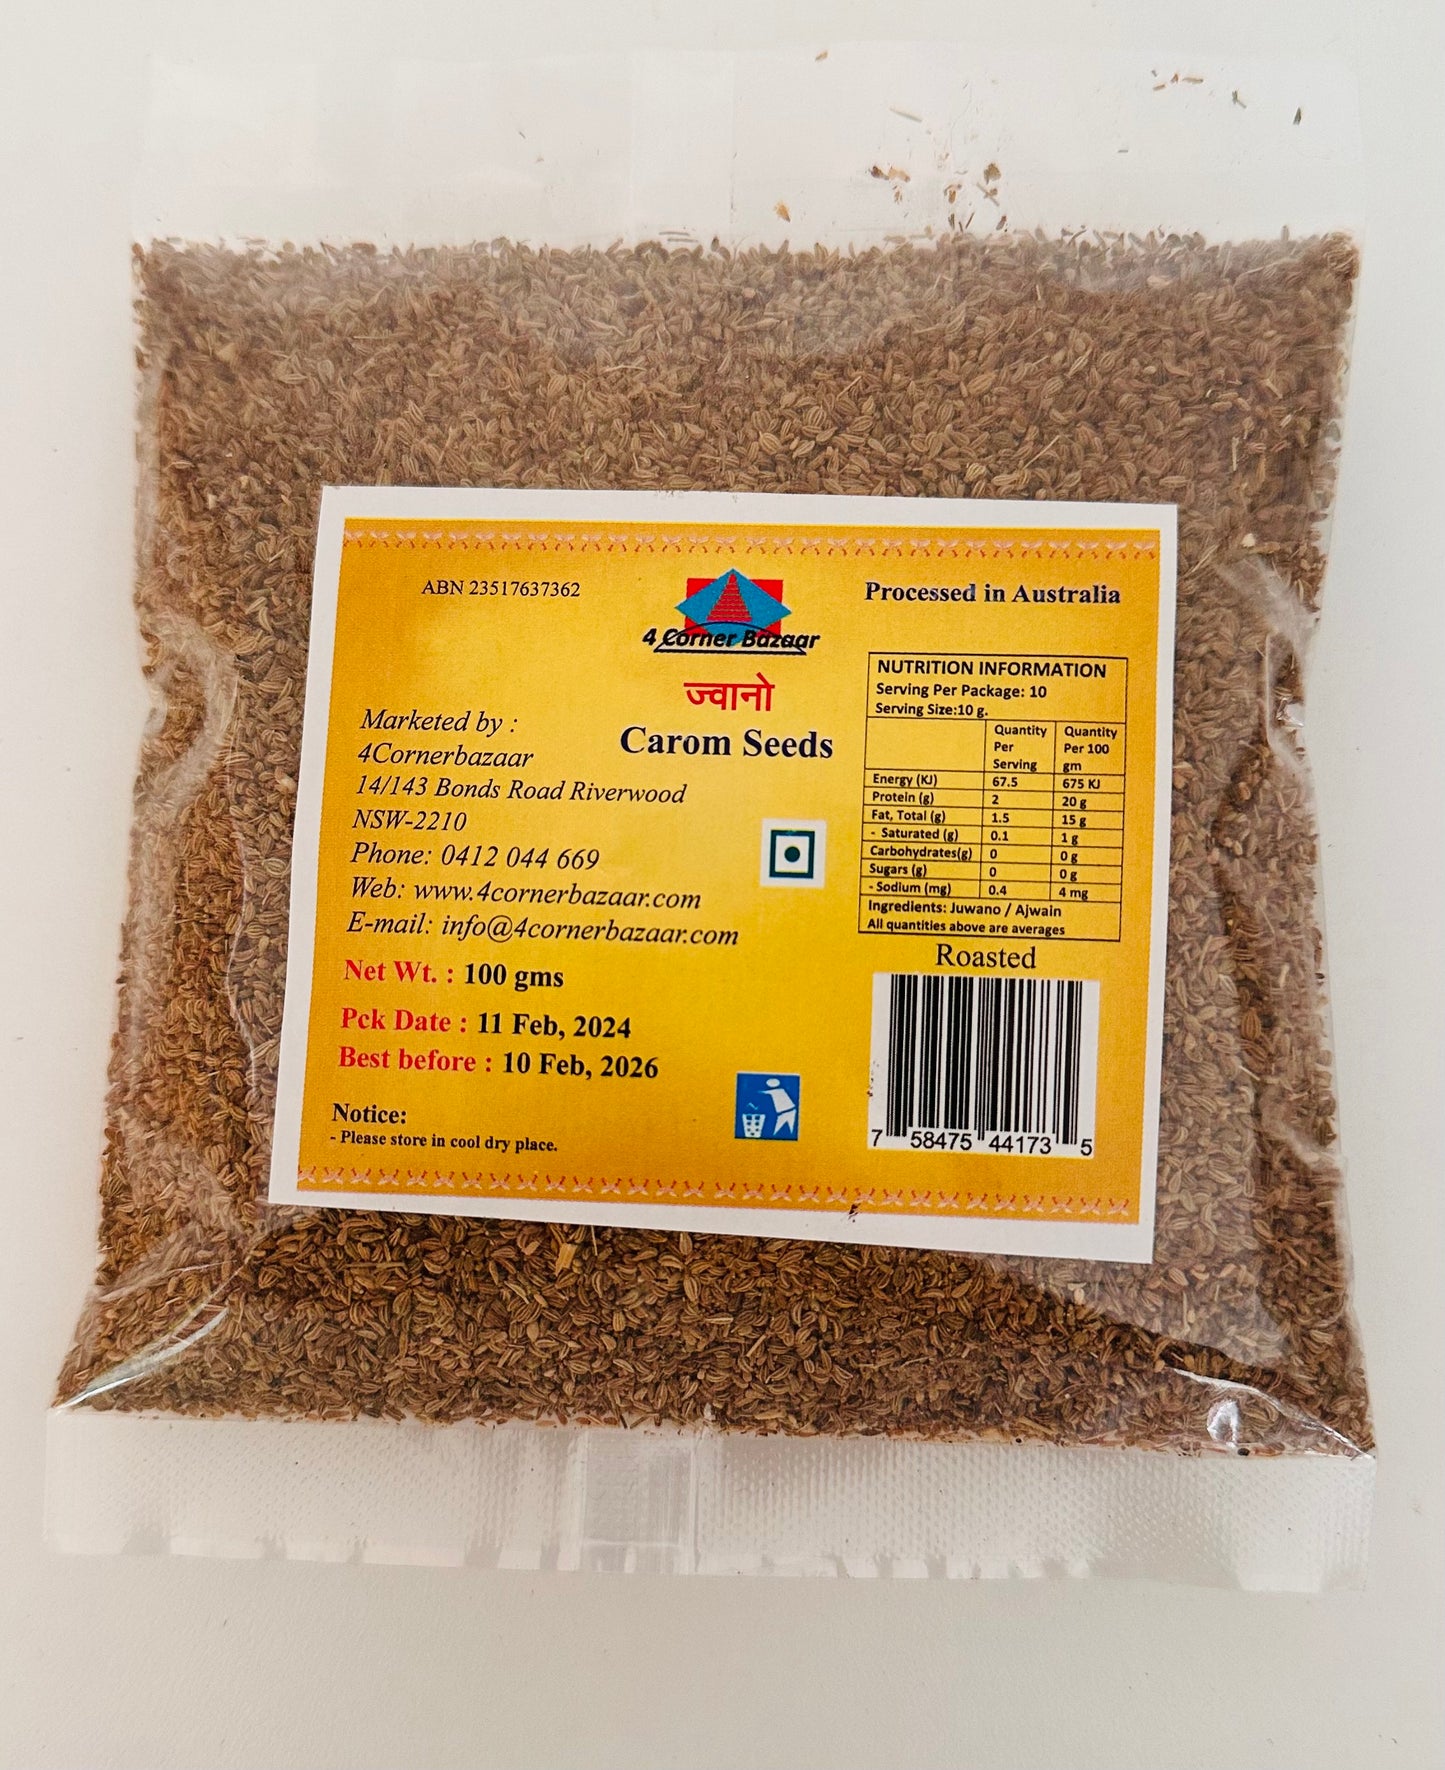 ABN 23517637362
4 Corner Bazaar
ज्वानो
Carom Seeds
Marketed by :
4Cornerbazaar
14/143 Bonds Road Riverwood
NSW-2210
Phone: 0412 044 669
Web: www.4cornerbazaar.com
E-mail: info@4cornerbazaar.com
Net Wt. : 100 gms
Pck Date : 11 Feb, 2024
Best before : 10 Feb, 2026
Notice:
- Please store in cool dry place.
Processed in Australia
NUTRITION INFORMATION
Serving Per Package: 10
Serving Size:10 g.
Quantity Per Serving Quantity Per 100 gm
Energy (KJ) 67.5 675 KJ
Protein (g) 2 20 g
Fat, Total (g) 1.5 15 g
- Saturated (g) 0.1 1 g
Carbohydrates(g) 0 0 g
Sugars (g) 0 0 g
- Sodium (mg) 0.4 4 mg
Ingredients: Juwano / Ajwain
All quantities above are averages
Roasted
7 58475 44173 5